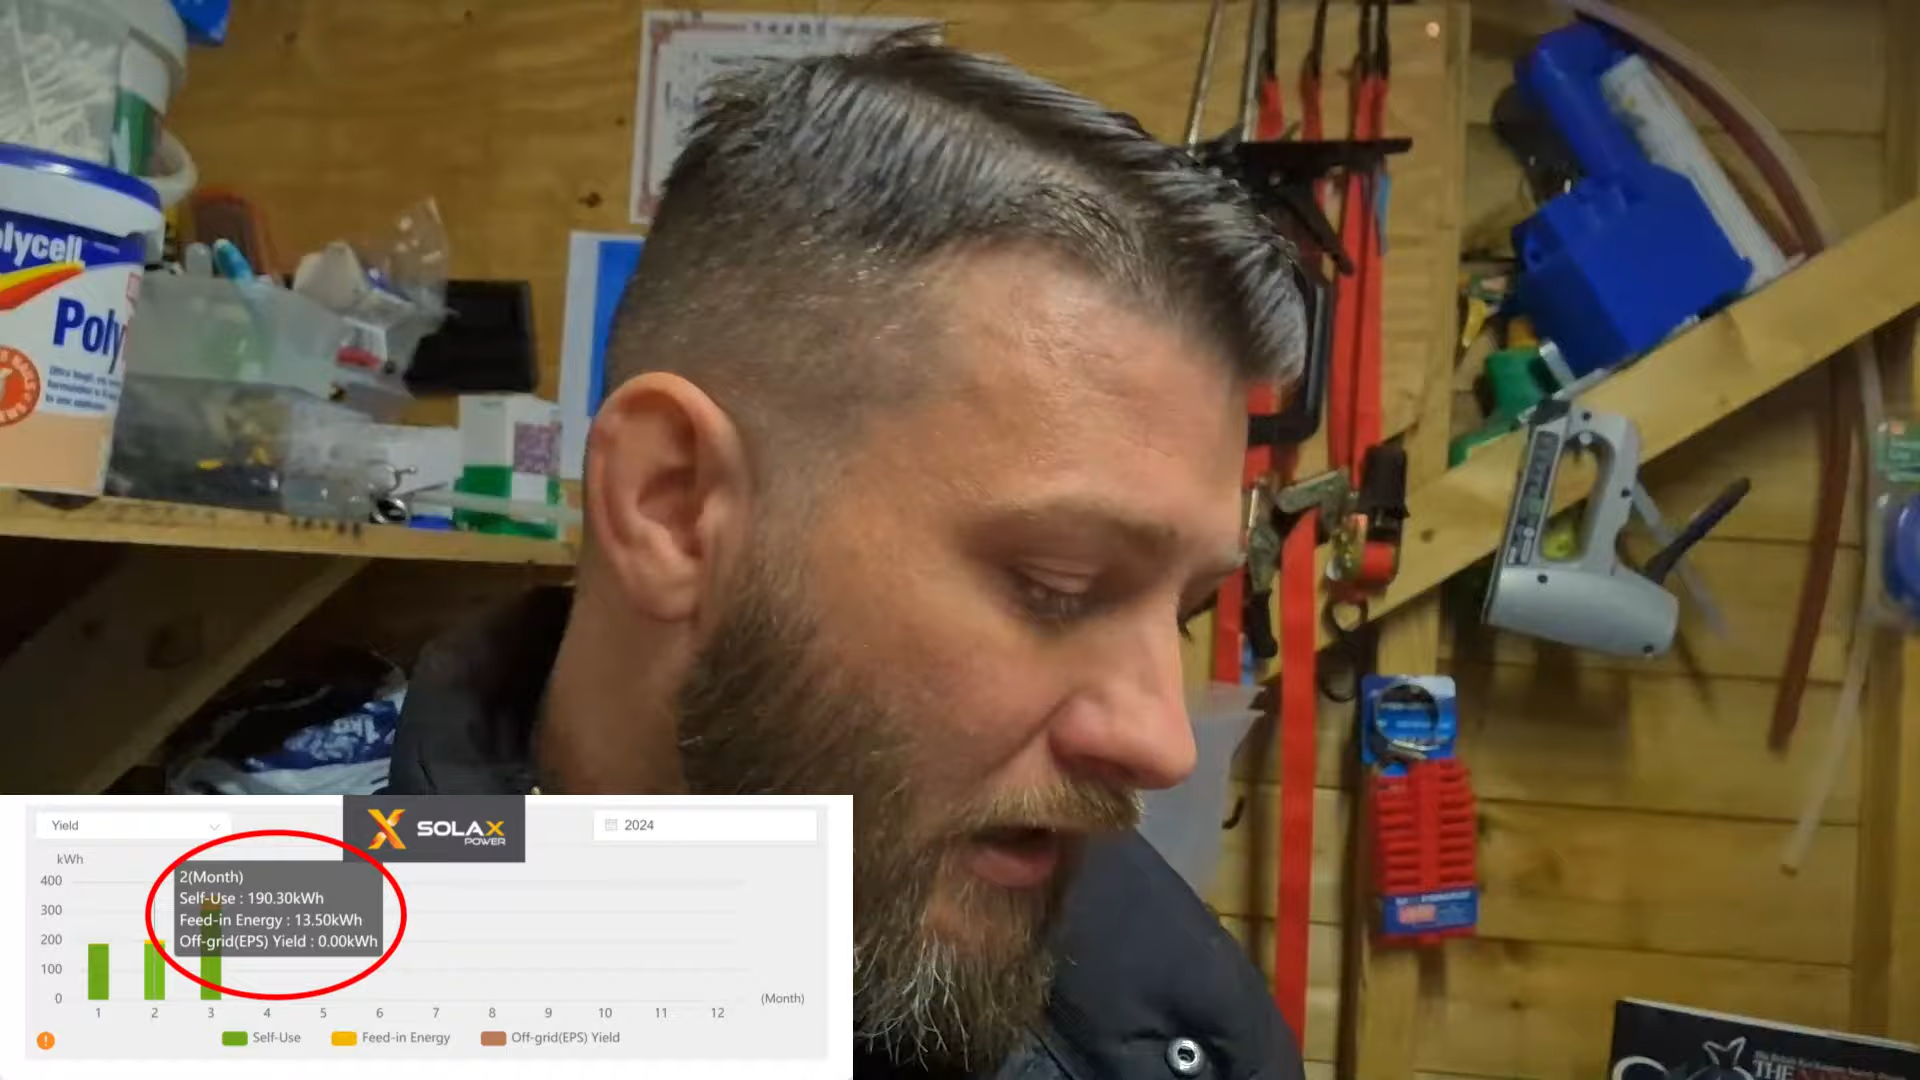 olycell
Poly
Yield
SOLAX
POWER
2024
kWh
400
300
200
100
0
2(Month)
Self-Use : 190.30kWh
Feed-in Energy : 13.50kWh
Off-grid(EPS) Yield : 0.00kWh
1 2 3 4 5 6 7 8 9 10 11 12
(Month)
Self-Use
Feed-in Energy
Off-grid(EPS) Yield
THE